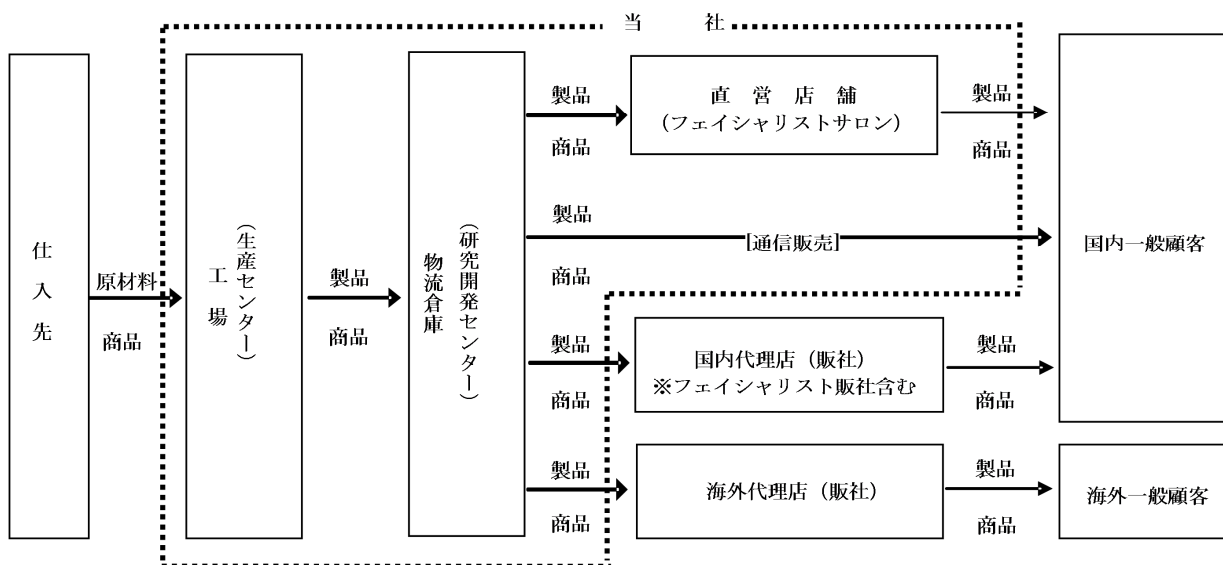 当社
仕入先
原材料
商品
工場
(生産センター)
製品
商品
物流倉庫
(研究開発センター)
製品
商品
直営店舗
(フェイシャリストサロン)
製品
商品
製品
[通信販売]
商品
国内一般顧客
製品
商品
国内代理店(販社)
※フェイシャリスト販社含む
製品
商品
製品
商品
海外代理店(販社)
製品
商品
海外一般顧客